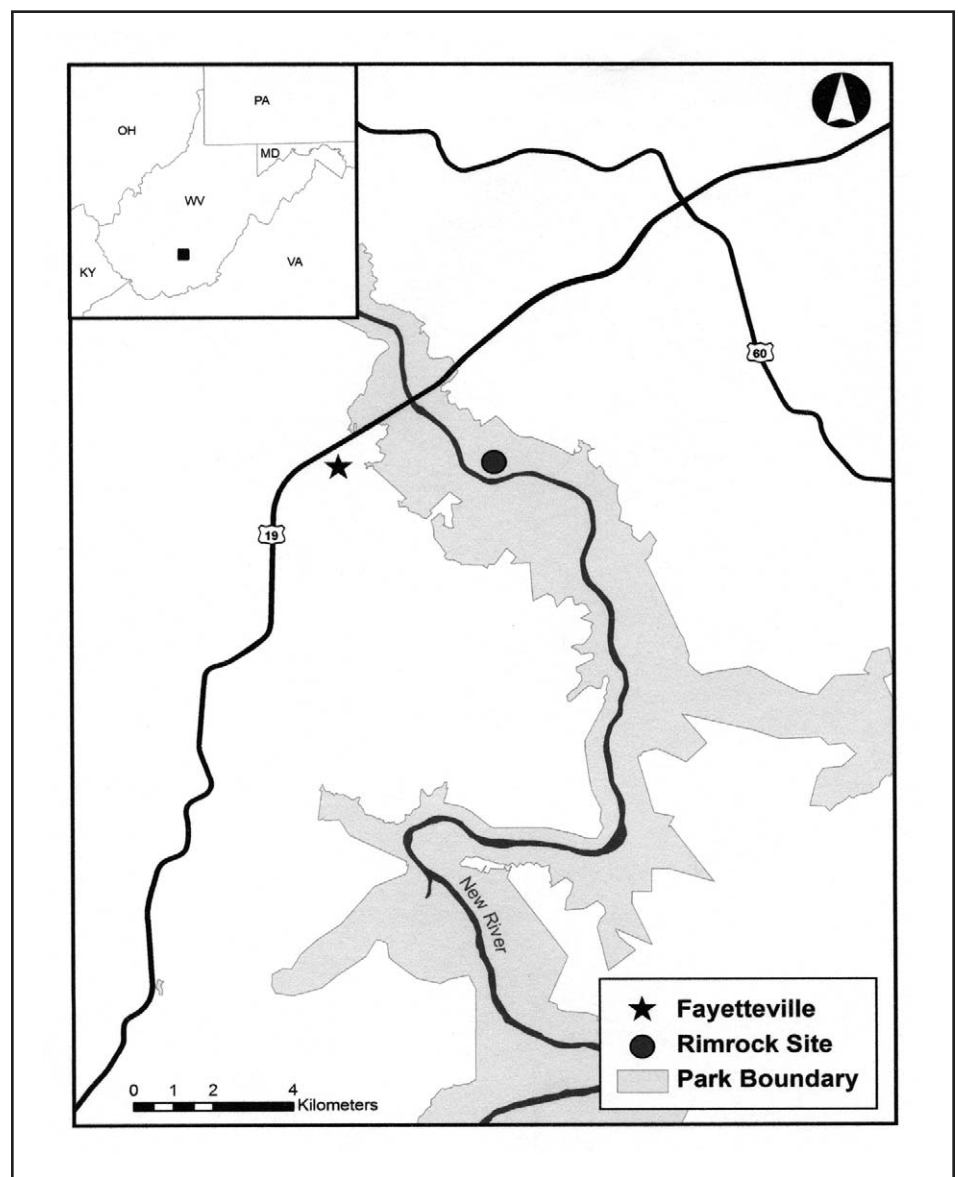 OH
PA
MD
WV
KY
VA
60
19
New River
Fayetteville
Rimrock Site
Park Boundary
0 1 2 4
Kilometers